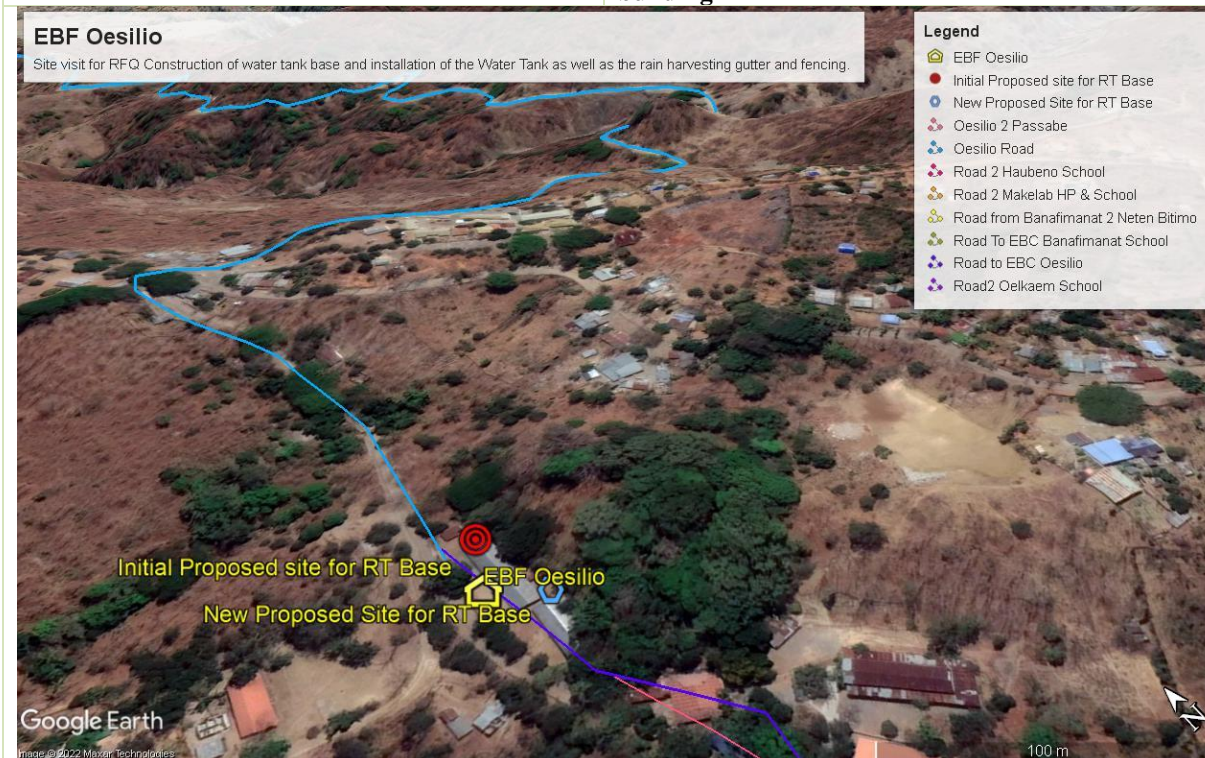 building
EBF Oesilio
Site visit for RFQ Construction of water tank base and installation of the Water Tank as well as the rain harvesting gutter and fencing.
Legend
EBF Oesilio
Initial Proposed site for RT Base
New Proposed Site for RT Base
Oesilio 2 Passabe
Oesilio Road
Road 2 Haubeno School
Road 2 Makelab HP & School
Road from Banafimanat 2 Neten Bitimo
Road To EBC Banafimanat School
Road to EBC Oesilio
Road2 Oelkaem School
Initial Proposed site for RT Base
EBF Oesilio
New Proposed Site for RT Base
Google Earth
Image © 2022 Maxar Technologies
100 m
N